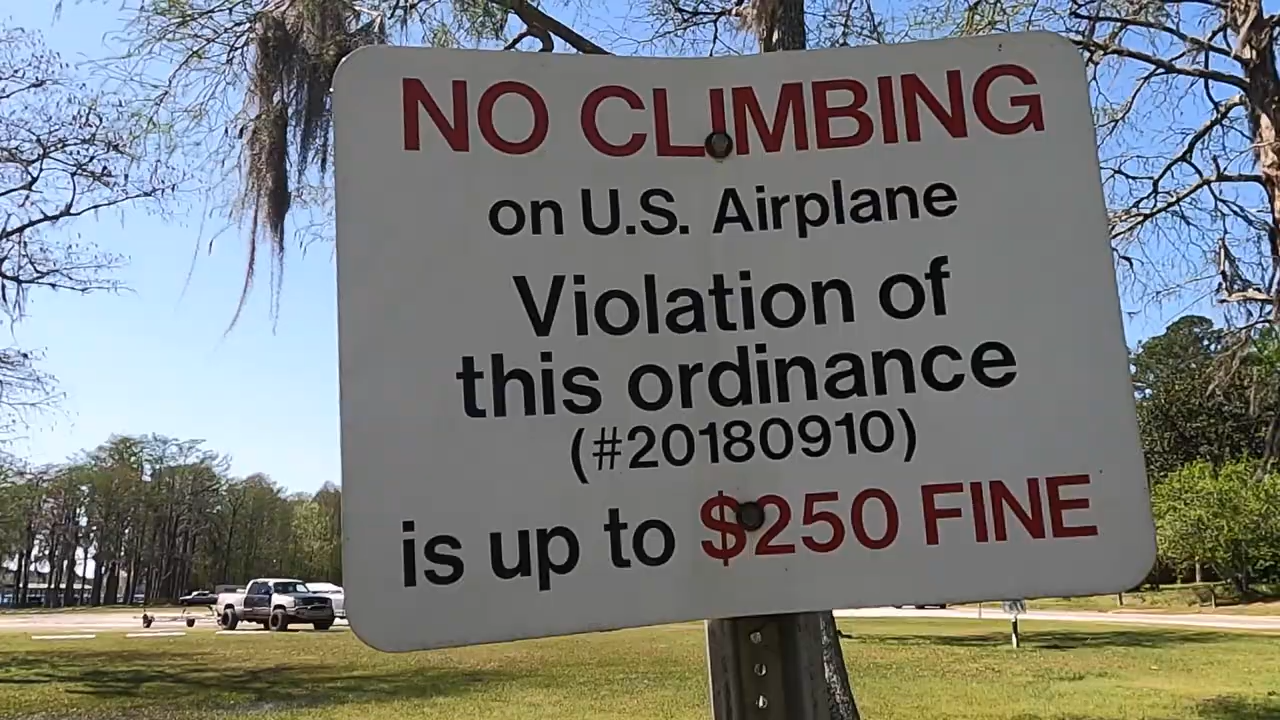 NO CLIMBING
on U.S. Airplane
Violation of
this ordinance
(#20180910)
is up to $250 FINE